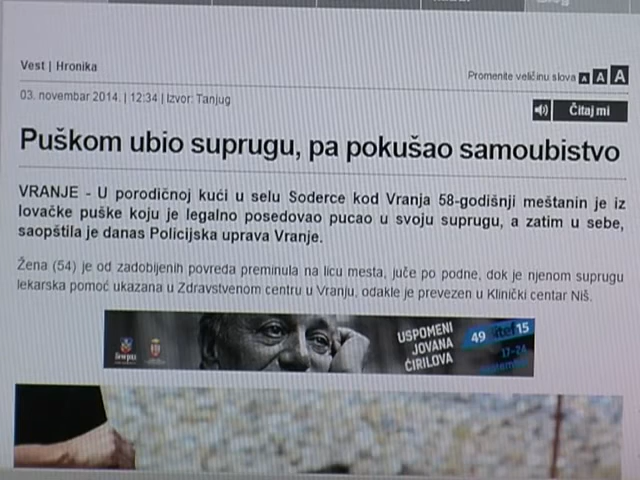 Vest | Hronika
Promenite veličinu slova A A A
03. novembar 2014. | 12:34 | Izvor: Tanjug
Čitaj mi
Puškom ubio suprugu, pa pokušao samoubistvo
VRANJE - U porodičnoj kući u selu Soderce kod Vranja 58-godišnji meštanin je iz
lovačke puške koju je legalno posedovao pucao u svoju suprugu, a zatim u sebe,
saopštila je danas Policijska uprava Vranje.
Žena (54) je od zadobijenih povreda preminula na licu mesta, juče po podne, dok je njenom suprugu
lekarska pomoć ukazana u Zdravstvenom centru u Vranju, odakle je prevezen u Klinički centar Niš.
USPOMENI
JOVANA
ĆIRILOVA
49 15
17-24